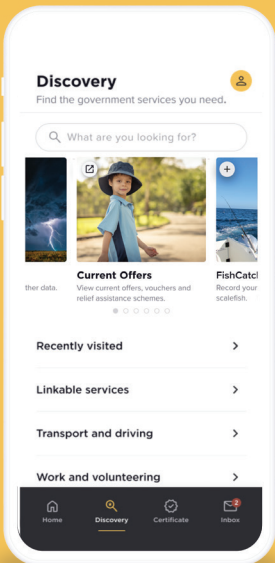 Discovery
Find the government services you need.
What are you looking for?
ther data.
Current Offers
View current offers, vouchers and
relief assistance schemes.
FishCatch
Record your
scalefish.
Recently visited
Linkable services
Transport and driving
Work and volunteering
2
Home
Discovery
Certificate
Inbox